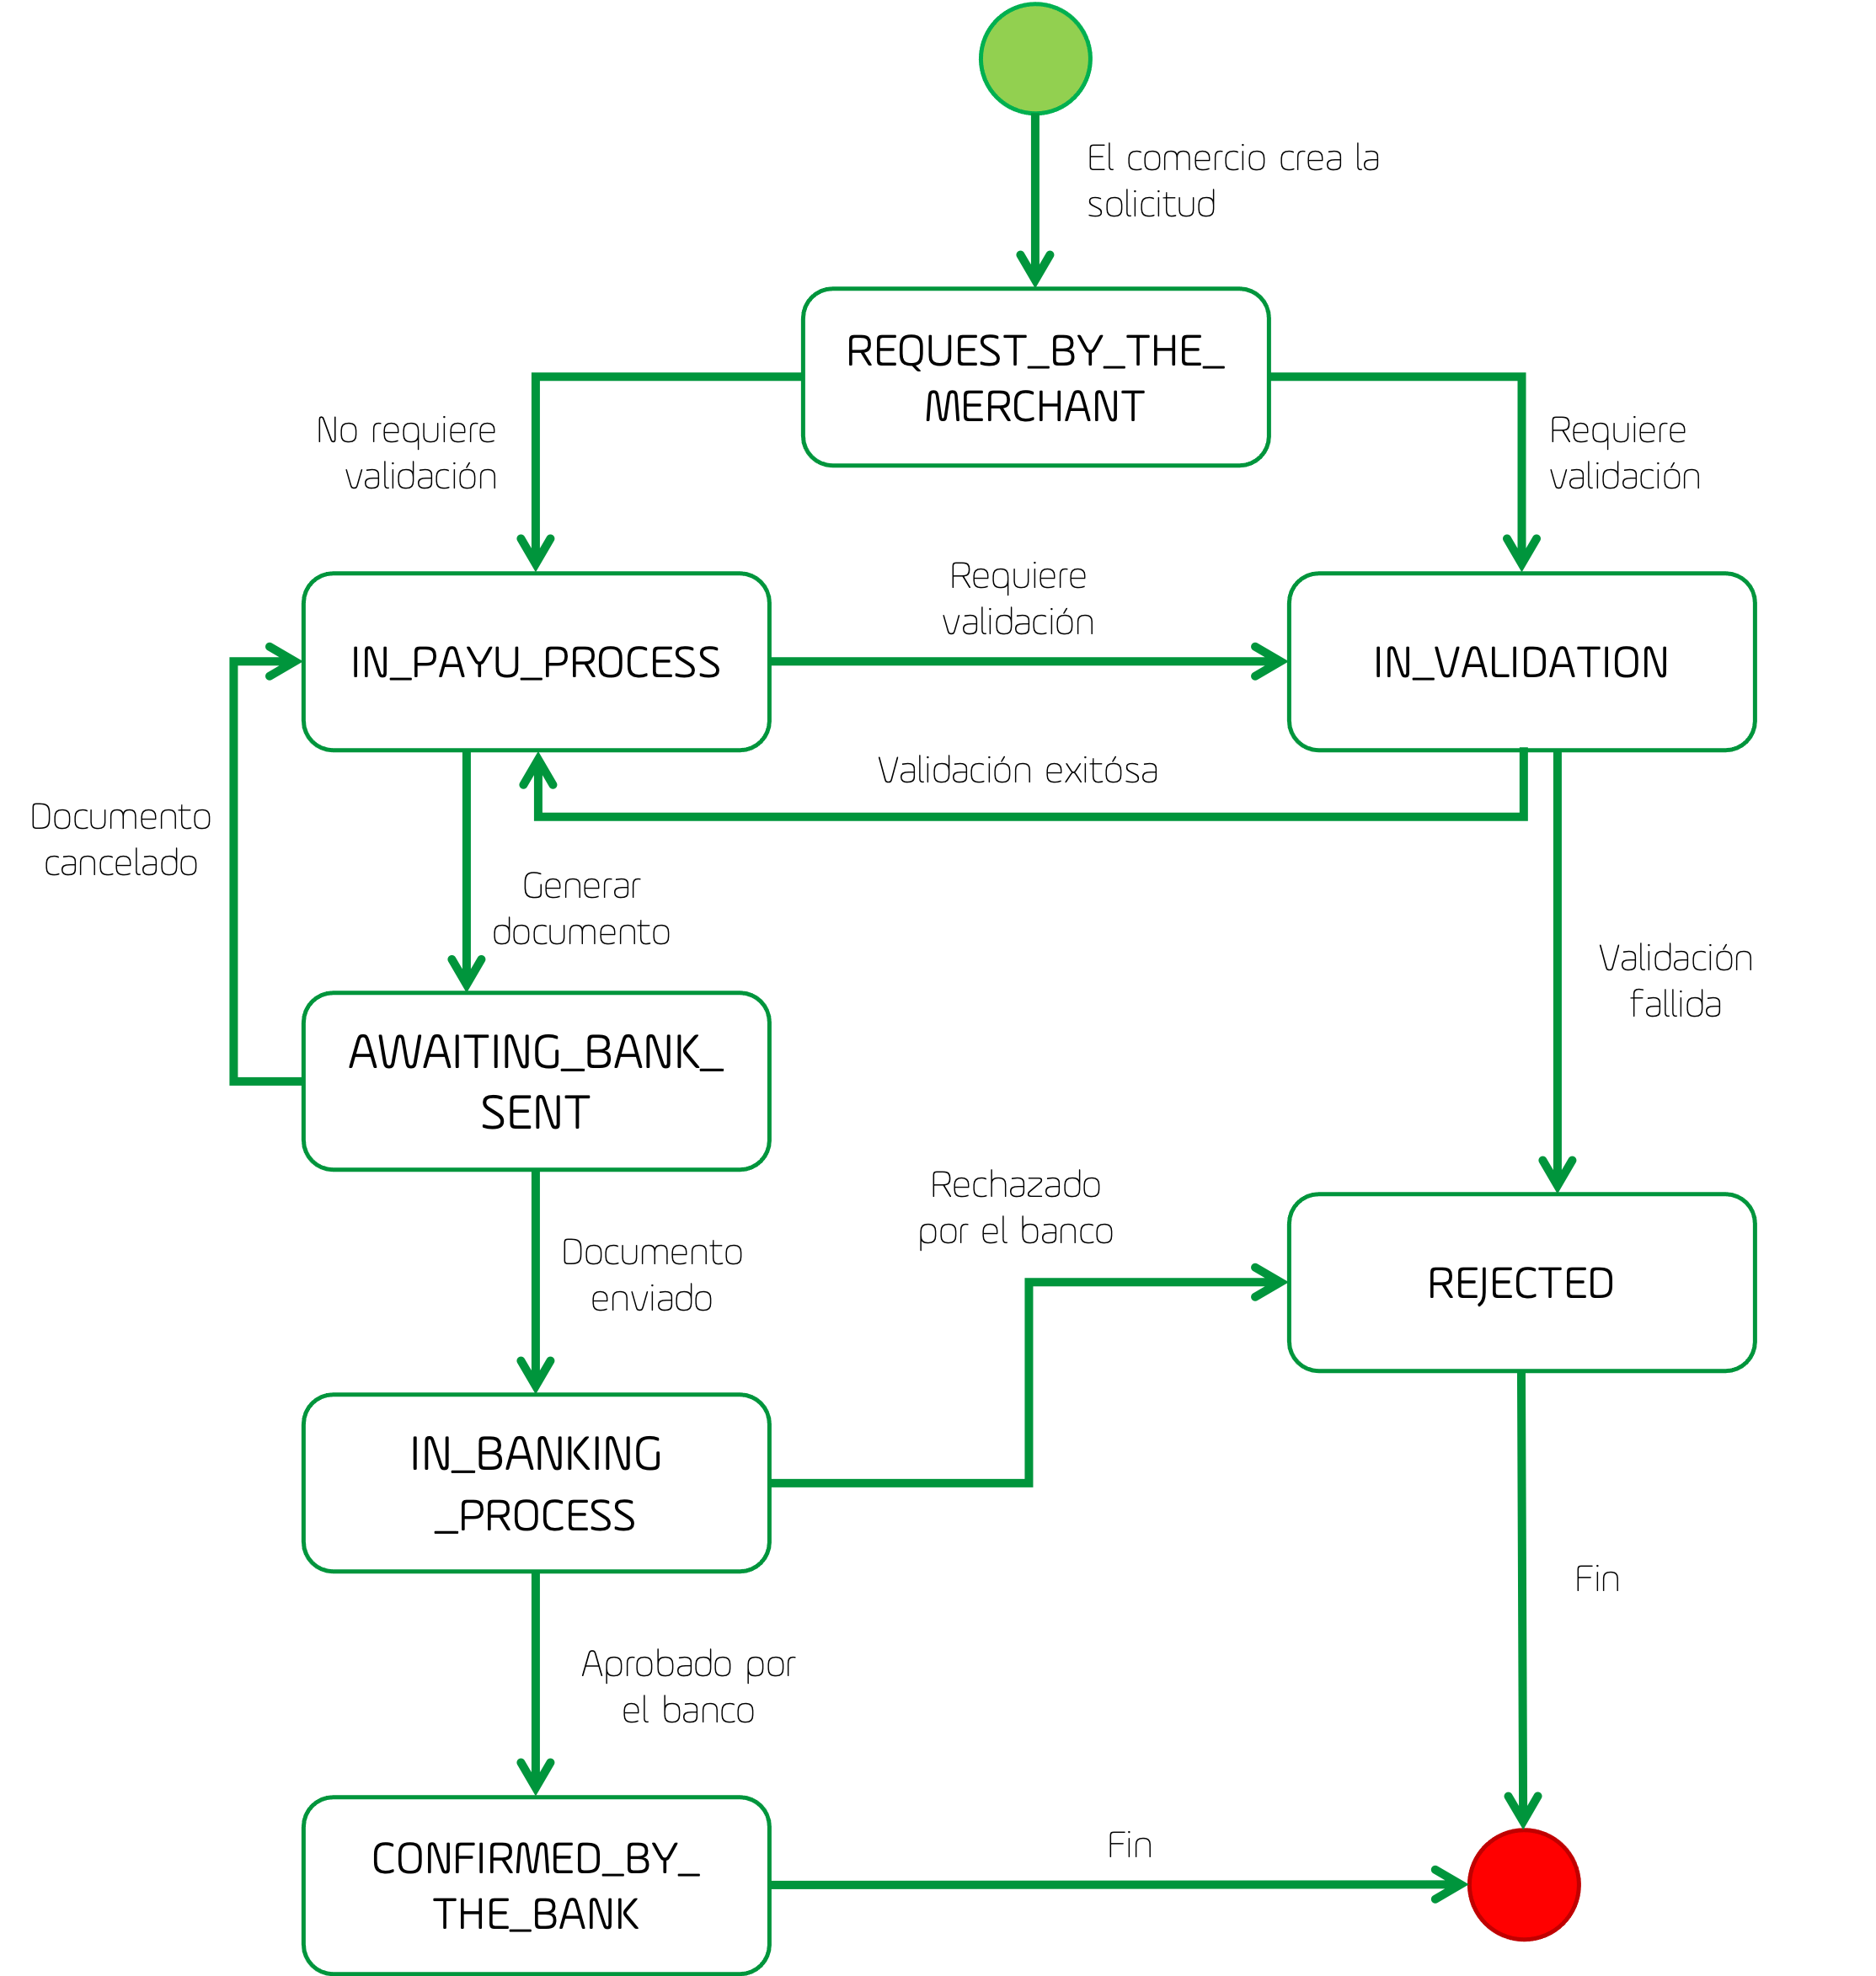 El comercio crea la
solicitud
REQUEST_BY_THE_
MERCHANT
No requiere
validación
Requiere
validación
Requiere
validación
IN_PAYU_PROCESS
IN_VALIDATION
Validación exitósa
Documento
cancelado
Generar
documento
Validación
fallida
AWAITING_BANK_
SENT
Rechazado
por el banco
Documento
enviado
REJECTED
IN_BANKING
_PROCESS
Fin
Aprobado por
el banco
Fin
CONFIRMED_BY_
THE_BANK